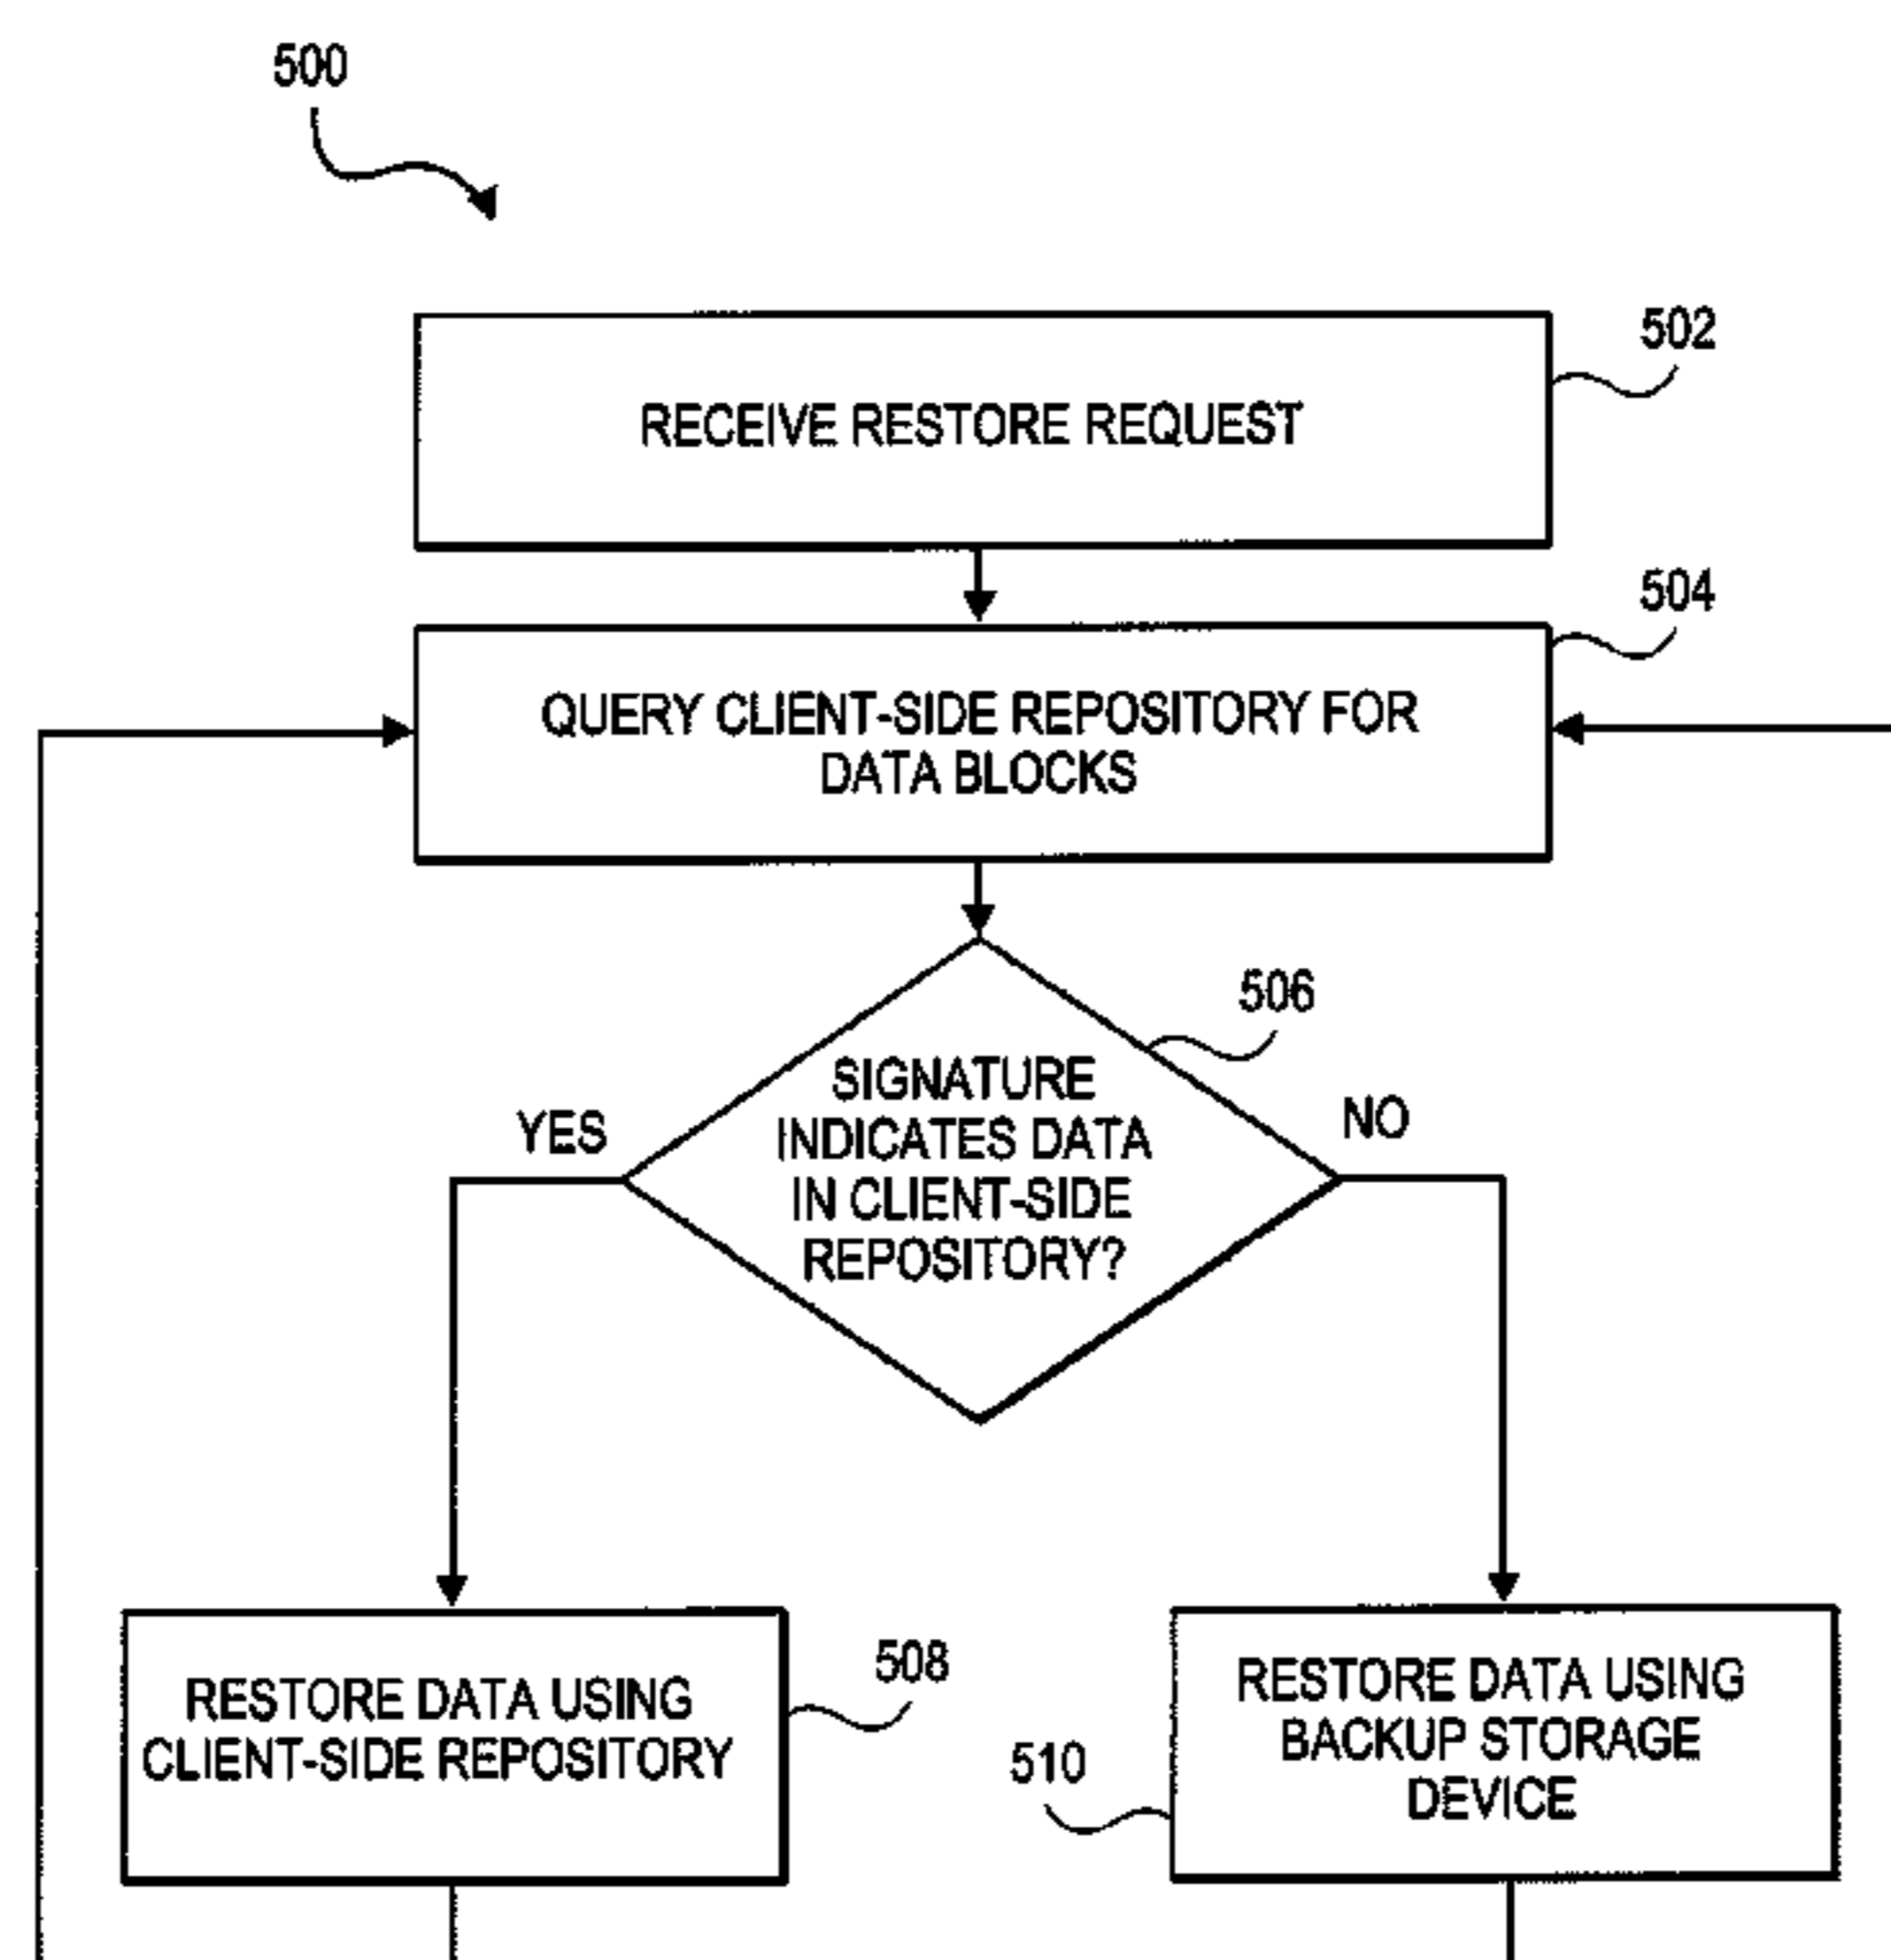 500
502
RECEIVE RESTORE REQUEST
504
QUERY CLIENT-SIDE REPOSITORY FOR
DATA BLOCKS
506
SIGNATURE
INDICATES DATA
IN CLIENT-SIDE
REPOSITORY?
YES
NO
RESTORE DATA USING
CLIENT-SIDE REPOSITORY
508
RESTORE DATA USING
BACKUP STORAGE
DEVICE
510